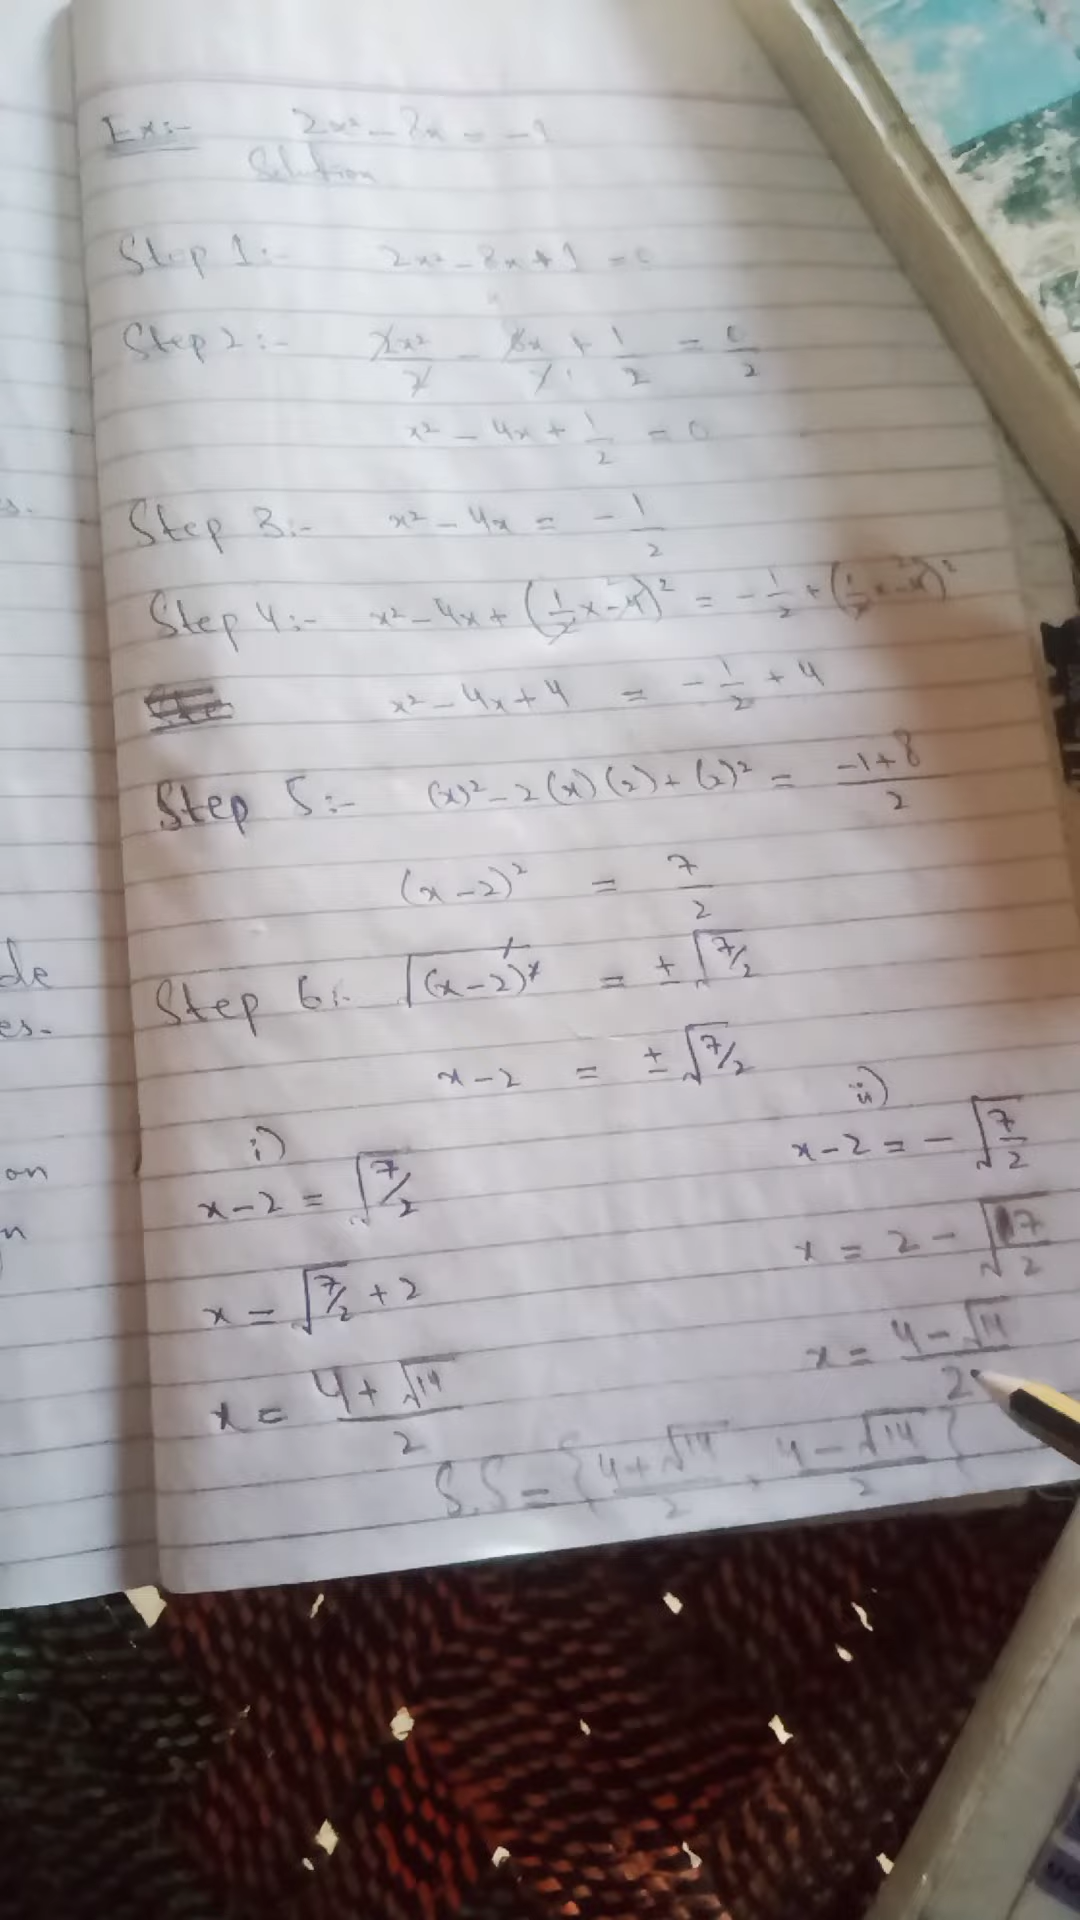 Ex:- 2x² - 8x = -1
Solution
Step 1:- 2x² - 8x + 1 = 0
Step 2:- 2x²/2 - 8x/2 + 1/2 = 0/2
x² - 4x + 1/2 = 0
Step 3:- x² - 4x = -1/2
Step 4:- x² - 4x + (1/2 x -4)² = -1/2 + (1/2 x -4)²
x² - 4x + 4 = -1/2 + 4
Step 5:- (x)² - 2(x)(2) + (2)² = (-1+8)/2
(x-2)² = 7/2
Step 6:- √(x-2)² = ± √7/2
x-2 = ± √7/2
i)
x-2 = √7/2
x = √7/2 + 2
x = (4+√14)/2
ii)
x-2 = - √7/2
x = 2 - √7/2
x = (4-√14)/2
S.S = {(4+√14)/2, (4-√14)/2}
de
es.
on